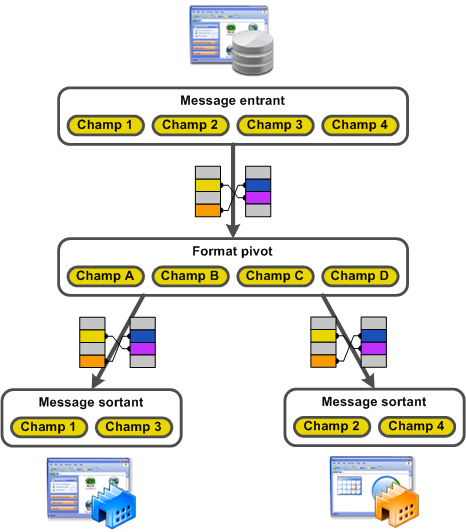 Message entrant
Champ 1 Champ 2 Champ 3 Champ 4
Format pivot
Champ A Champ B Champ C Champ D
Message sortant
Champ 1 Champ 3
Message sortant
Champ 2 Champ 4